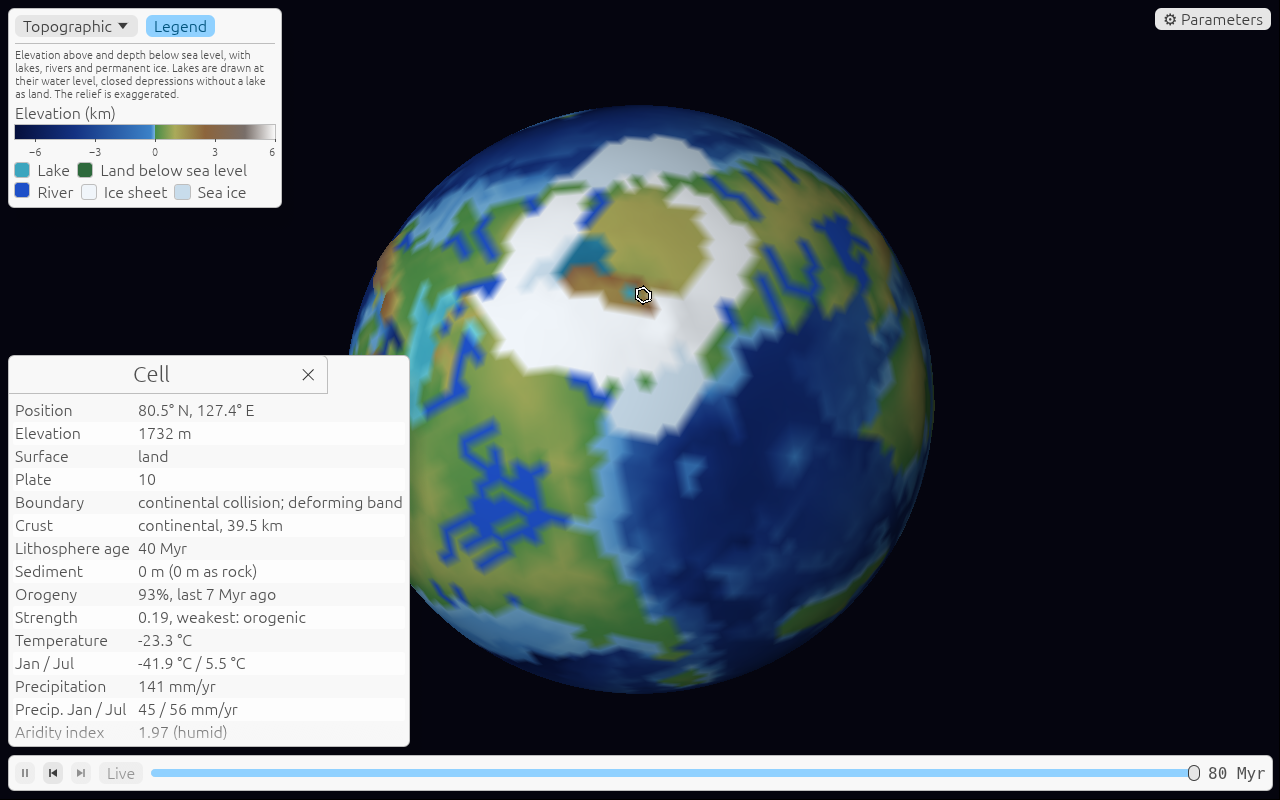 Topographic Legend
⚙ Parameters
Elevation above and depth below sea level, with
lakes, rivers and permanent ice. Lakes are drawn at
their water level, closed depressions without a lake
as land. The relief is exaggerated.
Elevation (km)
−6 −3 0 3 6
Lake Land below sea level
River Ice sheet Sea ice
Cell
Position 80.5° N, 127.4° E
Elevation 1732 m
Surface land
Plate 10
Boundary continental collision; deforming band
Crust continental, 39.5 km
Lithosphere age 40 Myr
Sediment 0 m (0 m as rock)
Orogeny 93%, last 7 Myr ago
Strength 0.19, weakest: orogenic
Temperature -23.3 °C
Jan / Jul -41.9 °C / 5.5 °C
Precipitation 141 mm/yr
Precip. Jan / Jul 45 / 56 mm/yr
Aridity index 1.97 (humid)
Live 80 Myr